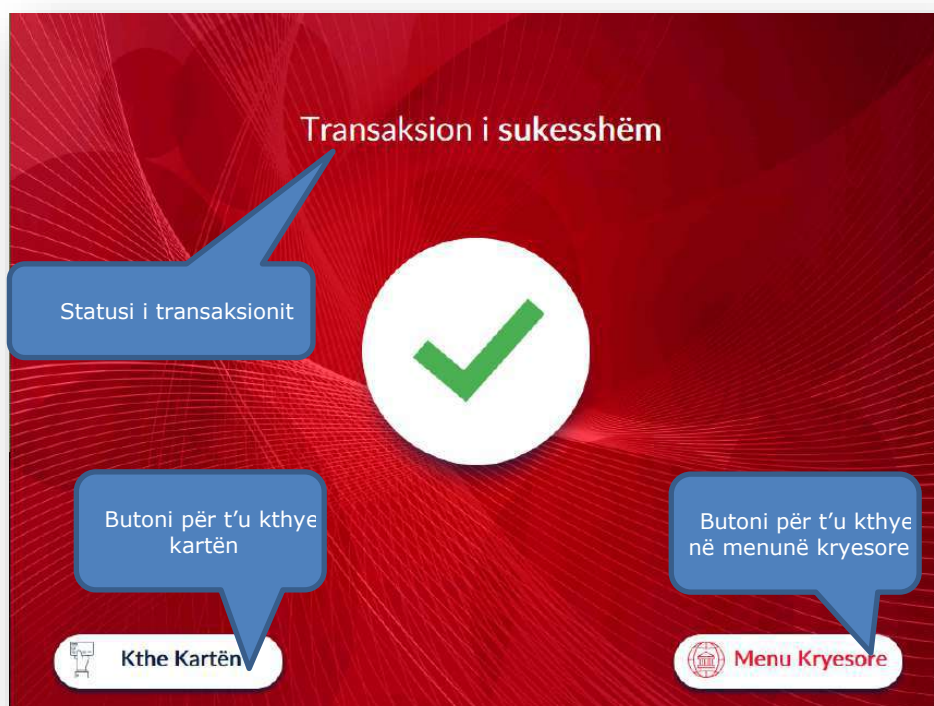 Transaksion i sukesshëm
Statusi i transaksionit
Butoni për t’u kthye
kartën
Butoni për t’u kthye
në menunë kryesore
Kthe Kartën
Menu Kryesore